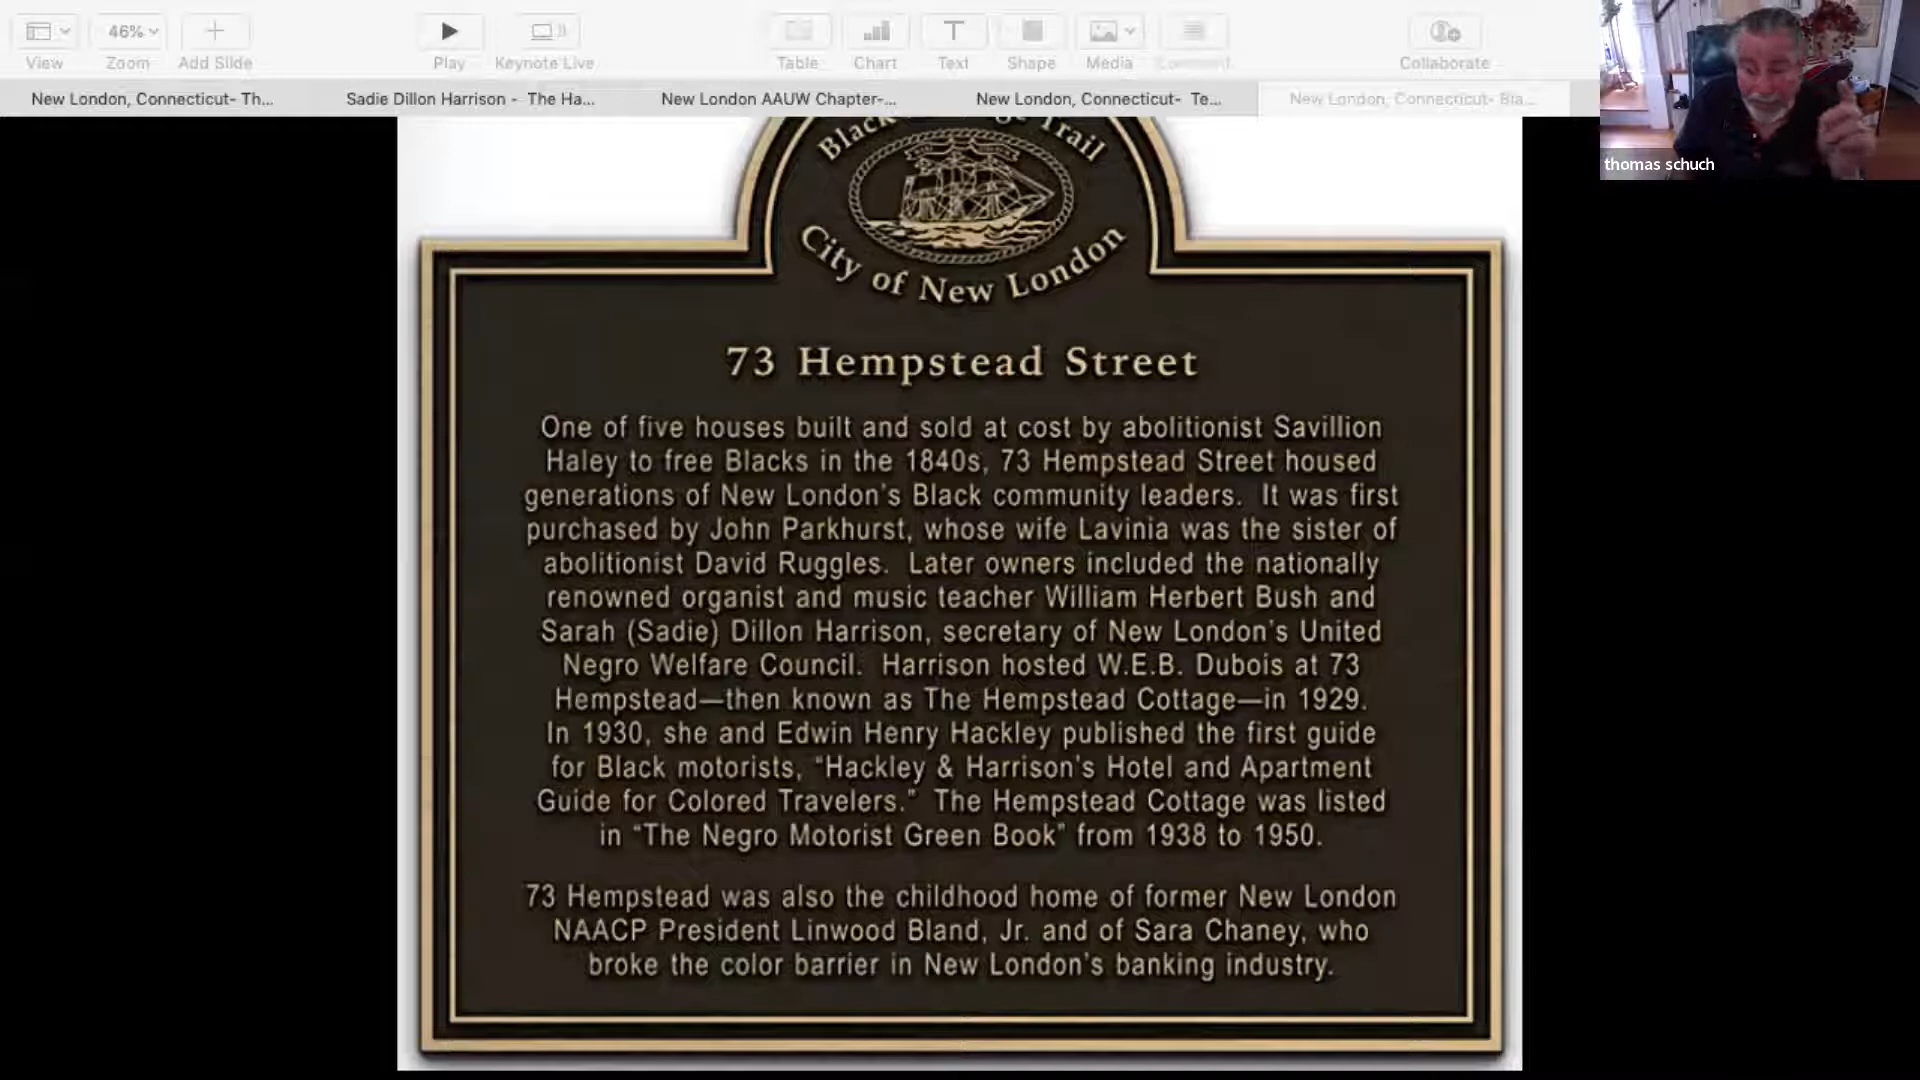 46%
View
Zoom
Add Slide
Play
Keynote Live
Table
Chart
Text
Shape
Media
Comment
Collaborate
New London, Connecticut- Th...
Sadie Dillon Harrison - The Ha...
New London AAUW Chapter-...
New London, Connecticut- Te...
New London, Connecticut- Bla...
thomas schuch
Black Trail
City of New London
73 Hempstead Street
One of five houses built and sold at cost by abolitionist Savillion
Haley to free Blacks in the 1840s, 73 Hempstead Street housed
generations of New London's Black community leaders. It was first
purchased by John Parkhurst, whose wife Lavinia was the sister of
abolitionist David Ruggles. Later owners included the nationally
renowned organist and music teacher William Herbert Bush and
Sarah (Sadie) Dillon Harrison, secretary of New London's United
Negro Welfare Council. Harrison hosted W.E.B. Dubois at 73
Hempstead—then known as The Hempstead Cottage—in 1929.
In 1930, she and Edwin Henry Hackley published the first guide
for Black motorists, "Hackley & Harrison's Hotel and Apartment
Guide for Colored Travelers." The Hempstead Cottage was listed
in "The Negro Motorist Green Book" from 1938 to 1950.
73 Hempstead was also the childhood home of former New London
NAACP President Linwood Bland, Jr. and of Sara Chaney, who
broke the color barrier in New London's banking industry.